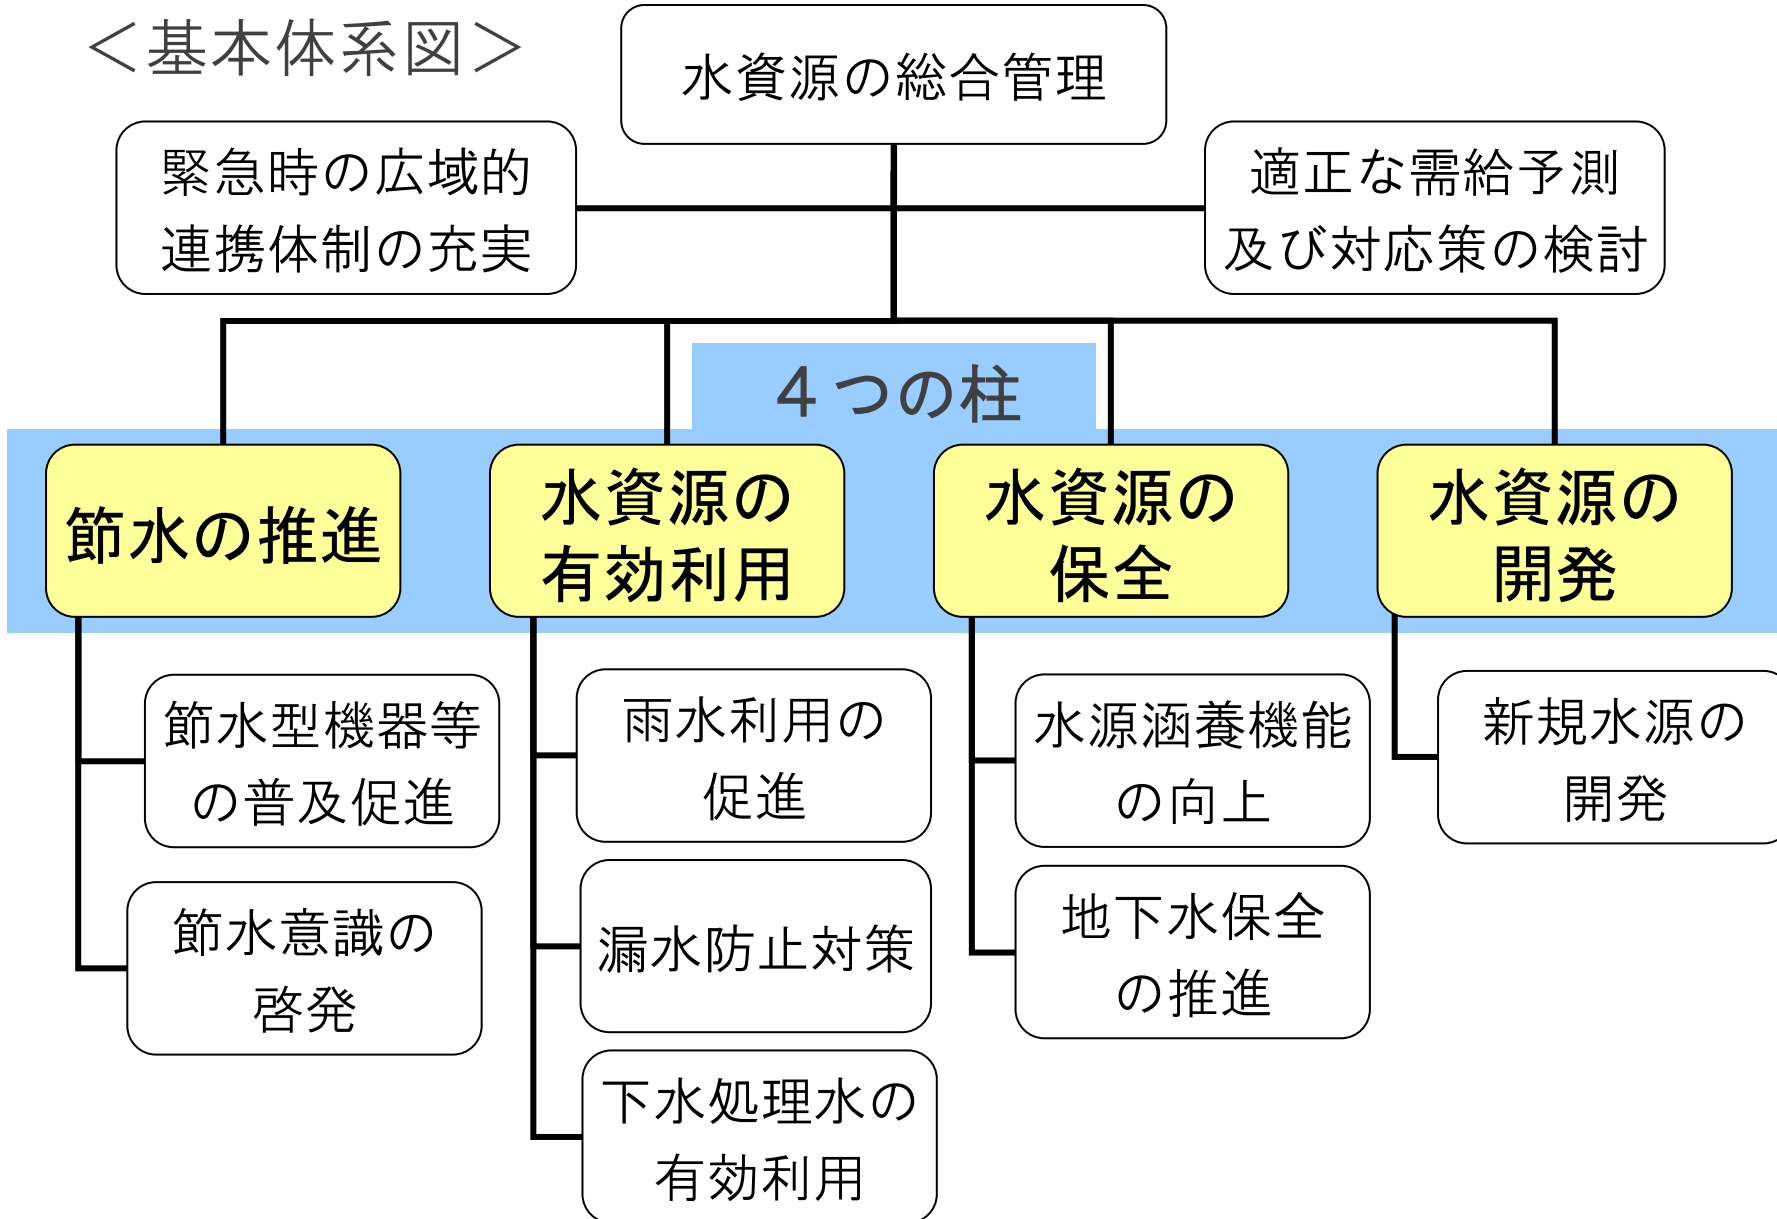 ＜基本体系図＞
水資源の総合管理
緊急時の広域的
連携体制の充実
適正な需給予測
及び対応策の検討
４つの柱
節水の推進
水資源の
有効利用
水資源の
保全
水資源の
開発
節水型機器等
の普及促進
節水意識の
啓発
雨水利用の
促進
漏水防止対策
下水処理水の
有効利用
水源涵養機能
の向上
地下水保全
の推進
新規水源の
開発